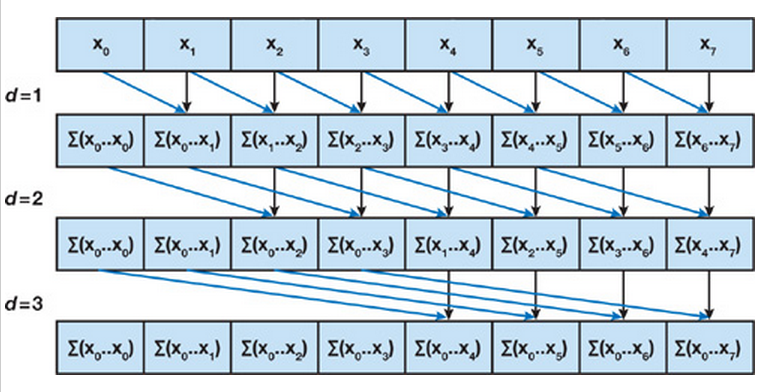 x₀ x₁ x₂ x₃ x₄ x₅ x₆ x₇
d=1
Σ(x₀..x₀) Σ(x₀..x₁) Σ(x₁..x₂) Σ(x₂..x₃) Σ(x₃..x₄) Σ(x₄..x₅) Σ(x₅..x₆) Σ(x₆..x₇)
d=2
Σ(x₀..x₀) Σ(x₀..x₁) Σ(x₀..x₂) Σ(x₀..x₃) Σ(x₁..x₄) Σ(x₂..x₅) Σ(x₃..x₆) Σ(x₄..x₇)
d=3
Σ(x₀..x₀) Σ(x₀..x₁) Σ(x₀..x₂) Σ(x₀..x₃) Σ(x₀..x₄) Σ(x₀..x₅) Σ(x₀..x₆) Σ(x₀..x₇)